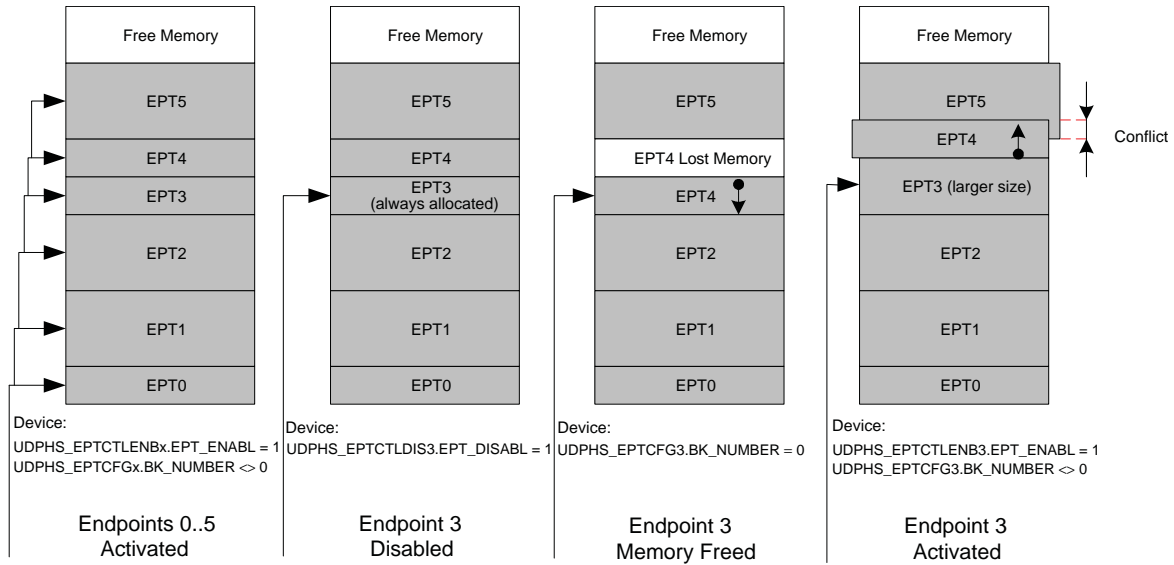 Free Memory
EPT5
EPT4
EPT3
EPT2
EPT1
EPT0
Device:
UDPHS_EPTCTLENBx.EPT_ENABL = 1
UDPHS_EPTCFGx.BK_NUMBER <> 0
Endpoints 0..5
Activated
Free Memory
EPT5
EPT4
EPT3
(always allocated)
EPT2
EPT1
EPT0
Device:
UDPHS_EPTCTLDIS3.EPT_DISABL = 1
Endpoint 3
Disabled
Free Memory
EPT5
EPT4 Lost Memory
EPT4
EPT2
EPT1
EPT0
Device:
UDPHS_EPTCFG3.BK_NUMBER = 0
Endpoint 3
Memory Freed
Free Memory
EPT5
EPT4
Conflict
EPT3 (larger size)
EPT2
EPT1
EPT0
Device:
UDPHS_EPTCTLENB3.EPT_ENABL = 1
UDPHS_EPTCFG3.BK_NUMBER <> 0
Endpoint 3
Activated